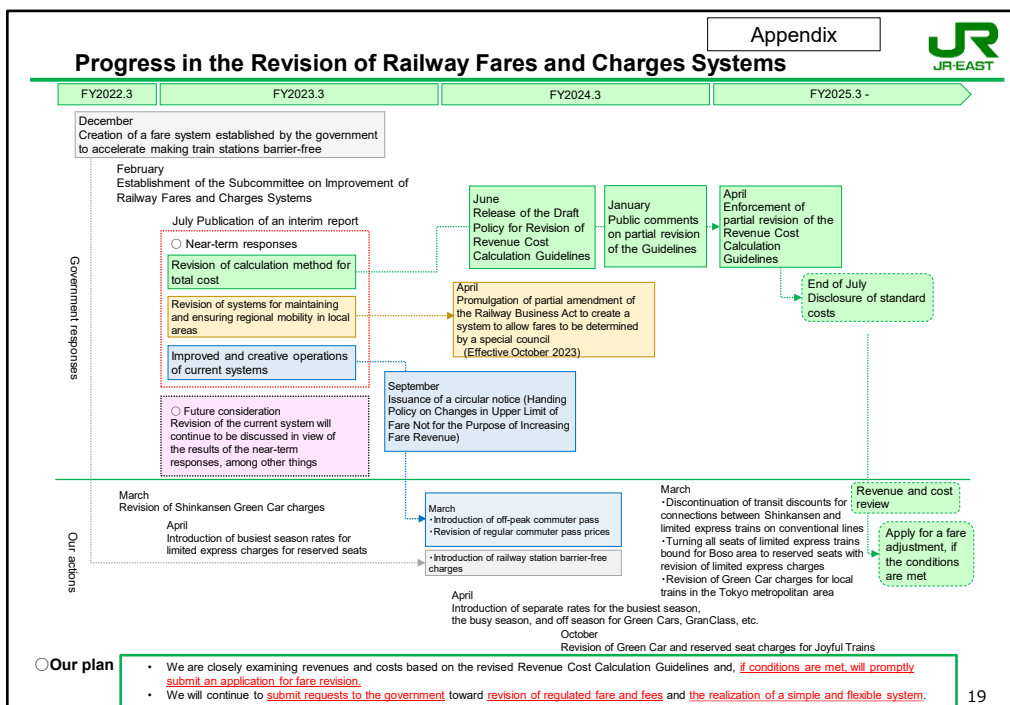 Appendix
JR
JR-EAST
Progress in the Revision of Railway Fares and Charges Systems
FY2022.3
FY2023.3
FY2024.3
FY2025.3 -
Government responses
December
Creation of a fare system established by the government
to accelerate making train stations barrier-free
February
Establishment of the Subcommittee on Improvement of
Railway Fares and Charges Systems
July Publication of an interim report
○ Near-term responses
Revision of calculation method for
total cost
Revision of systems for maintaining
and ensuring regional mobility in local
areas
Improved and creative operations
of current systems
○ Future consideration
Revision of the current system will
continue to be discussed in view of
the results of the near-term
responses, among other things
June
Release of the Draft
Policy for Revision of
Revenue Cost
Calculation Guidelines
January
Public comments
on partial revision
of the Guidelines
April
Enforcement of
partial revision of the
Revenue Cost
Calculation
Guidelines
End of July
Disclosure of standard
costs
April
Promulgation of partial amendment of
the Railway Business Act to create a
system to allow fares to be determined
by a special council
(Effective October 2023)
September
Issuance of a circular notice (Handing
Policy on Changes in Upper Limit of
Fare Not for the Purpose of Increasing
Fare Revenue)
Our actions
March
Revision of Shinkansen Green Car charges
April
Introduction of busiest season rates for
limited express charges for reserved seats
March
・Introduction of off-peak commuter pass
・Revision of regular commuter pass prices
・Introduction of railway station barrier-free
charges
April
Introduction of separate rates for the busiest season,
the busy season, and off season for Green Cars, GranClass, etc.
October
Revision of Green Car and reserved seat charges for Joyful Trains
March
・Discontinuation of transit discounts for
connections between Shinkansen and
limited express trains on conventional lines
・Turning all seats of limited express trains
bound for Boso area to reserved seats with
revision of limited express charges
・Revision of Green Car charges for local
trains in the Tokyo metropolitan area
Revenue and cost
review
Apply for a fare
adjustment, if
the conditions
are met
○Our plan
• We are closely examining revenues and costs based on the revised Revenue Cost Calculation Guidelines and, if conditions are met, will promptly
submit an application for fare revision.
• We will continue to submit requests to the government toward revision of regulated fare and fees and the realization of a simple and flexible system.
19